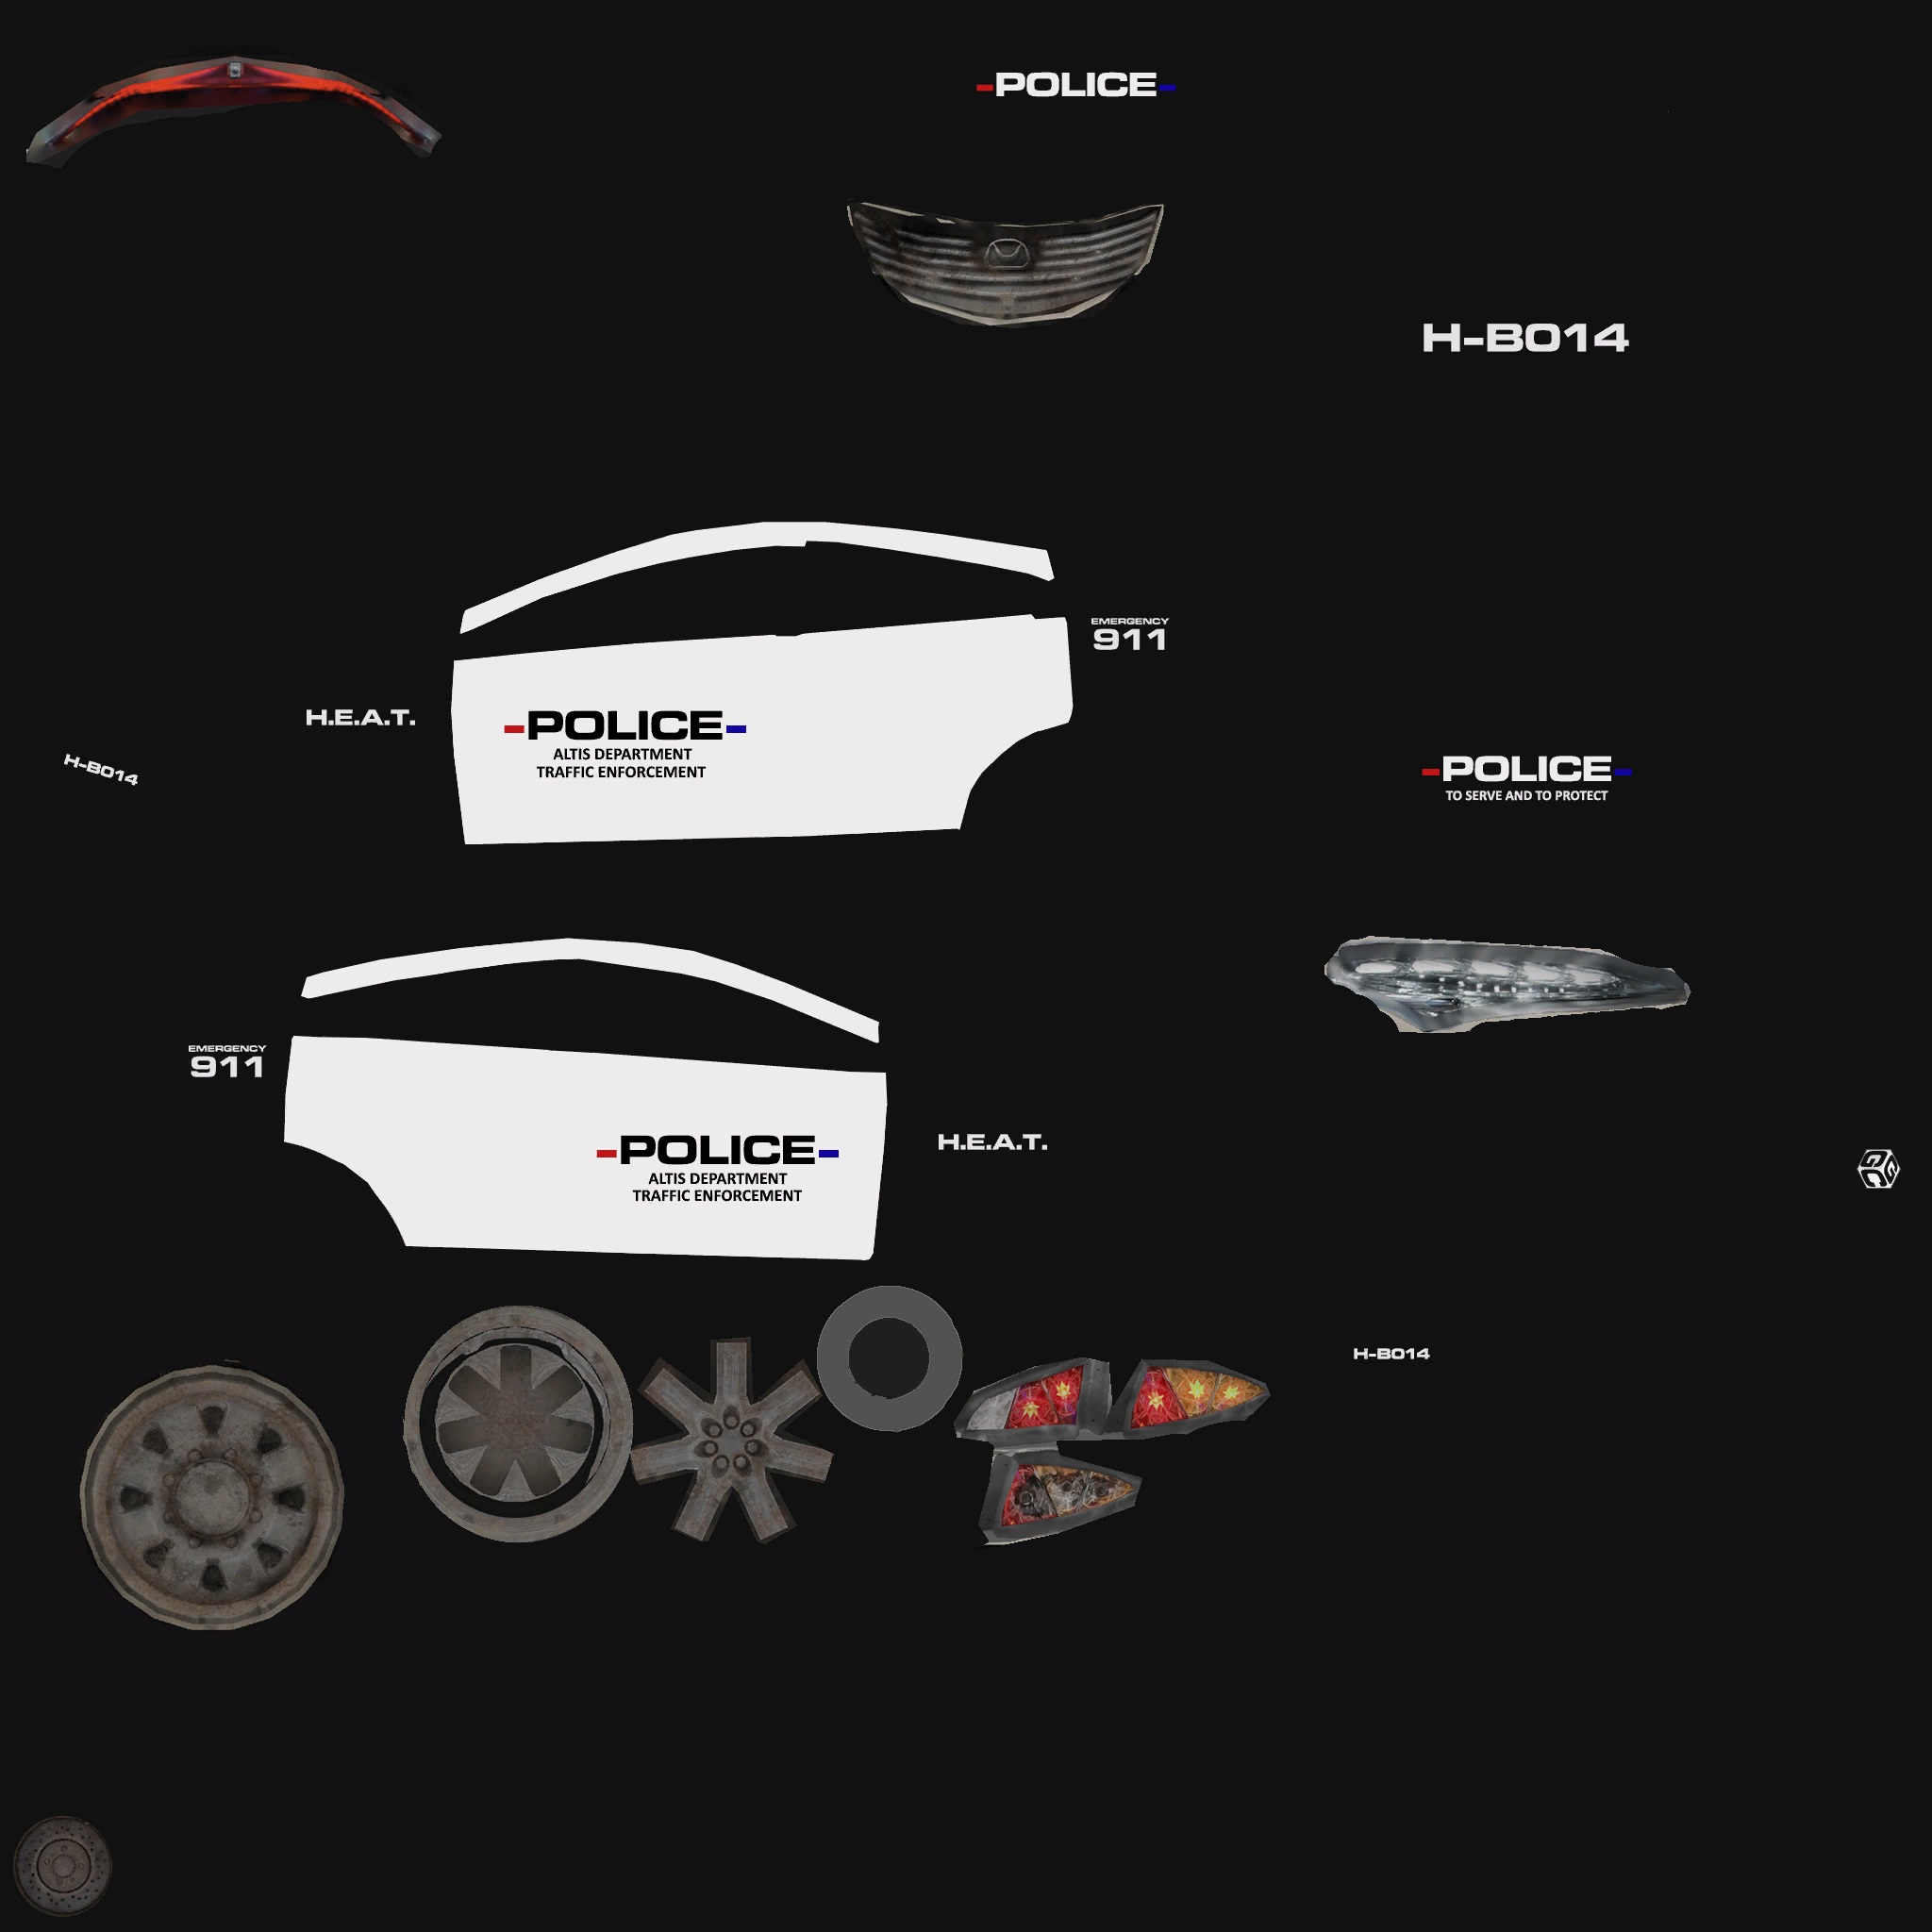 -POLICE-
H-B014
EMERGENCY
911
H.E.A.T.
-POLICE-
ALTIS DEPARTMENT
TRAFFIC ENFORCEMENT
H-B014
-POLICE-
TO SERVE AND TO PROTECT
EMERGENCY
911
-POLICE-
ALTIS DEPARTMENT
TRAFFIC ENFORCEMENT
H.E.A.T.
H-B014